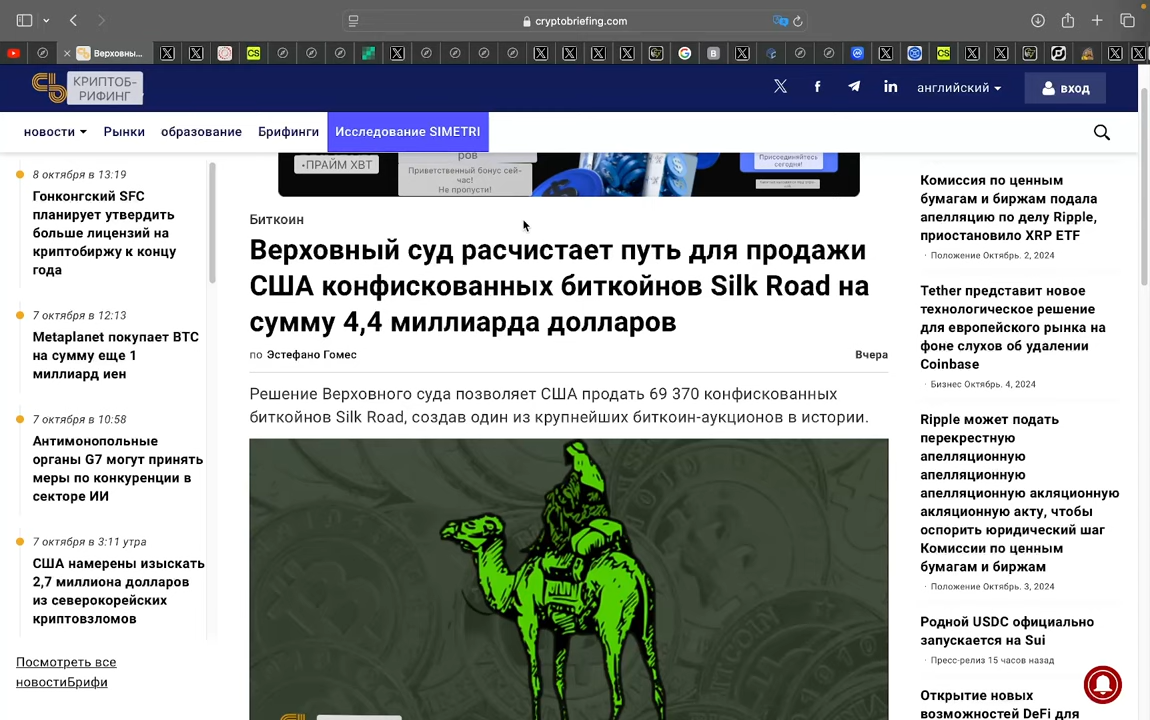 cryptobriefing.com
Верховны...
КРИПТОБ-
РИФИНГ
английский
вход
новости
Рынки
образование
Брифинги
Исследование SIMETRI
8 октября в 13:19
Гонконгский SFC
планирует утвердить
больше лицензий на
криптобиржу к концу
года
7 октября в 12:13
Metaplanet покупает BTC
на сумму еще 1
миллиард иен
7 октября в 10:58
Антимонопольные
органы G7 могут принять
меры по конкуренции в
секторе ИИ
7 октября в 3:11 утра
США намерены изыскать
2,7 миллиона долларов
из северокорейских
криптовзломов
Посмотреть все
новостиБрифи
•ПРАЙМ XBT
ров
Приветственный бонус сей-
час!
Не пропусти!
Присоединяйтесь
сегодня!
Биткоин
Верховный суд расчистает путь для продажи
США конфискованных биткойнов Silk Road на
сумму 4,4 миллиарда долларов
по Эстефано Гомес
Вчера
Решение Верховного суда позволяет США продать 69 370 конфискованных
биткойнов Silk Road, создав один из крупнейших биткоин-аукционов в истории.
Комиссия по ценным
бумагам и биржам подала
апелляцию по делу Ripple,
приостановило XRP ETF
· Положение Октябрь. 2, 2024
Tether представит новое
технологическое решение
для европейского рынка на
фоне слухов об удалении
Coinbase
· Бизнес Октябрь. 4, 2024
Ripple может подать
перекрестную
апелляционную
апелляционную
апелляционную акляционную
апелляционную акляционную
акляционную акту, чтобы
оспорить юридический шаг
Комиссии по ценным
бумагам и биржам
· Положение Октябрь. 3, 2024
Родной USDC официально
запускается на Sui
· Пресс-релиз 15 часов назад
Открытие новых
возможностей DeFi для